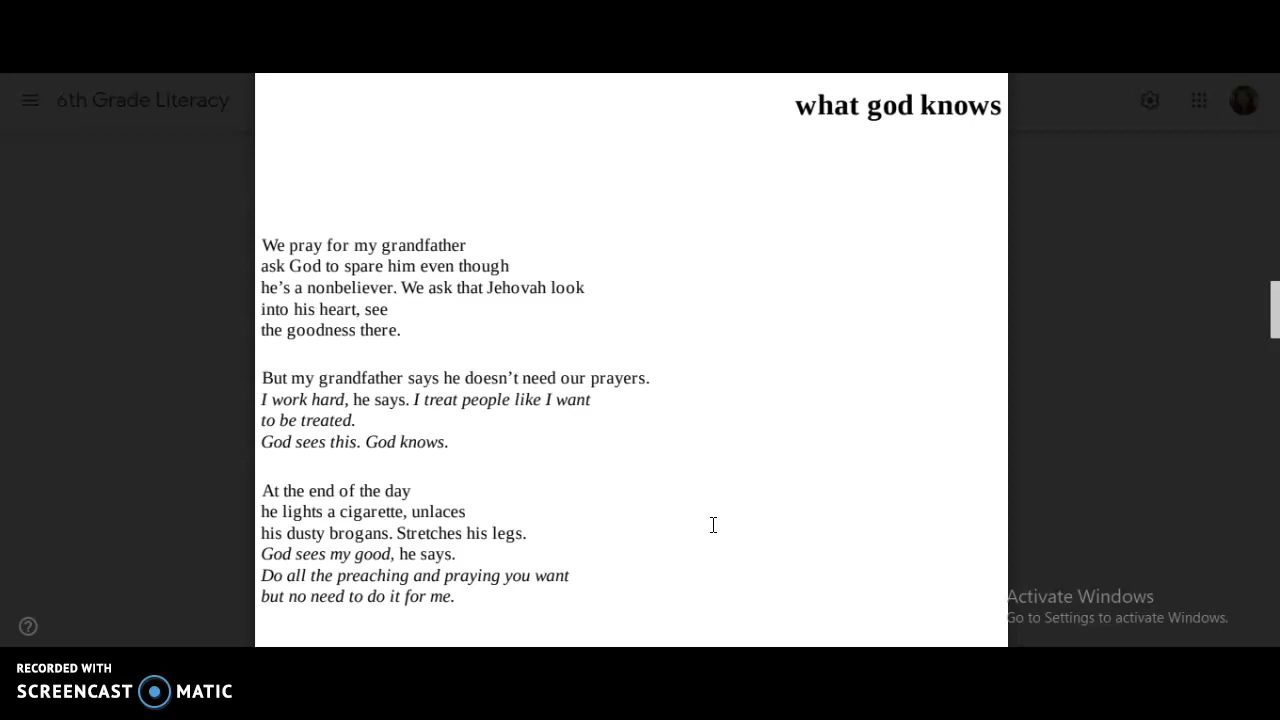 6th Grade Literacy
what god knows
We pray for my grandfather
ask God to spare him even though
he's a nonbeliever. We ask that Jehovah look
into his heart, see
the goodness there.
But my grandfather says he doesn't need our prayers.
I work hard, he says. I treat people like I want
to be treated.
God sees this. God knows.
At the end of the day
he lights a cigarette, unlaces
his dusty brogans. Stretches his legs.
God sees my good, he says.
Do all the preaching and praying you want
but no need to do it for me.
Activate Windows
Go to Settings to activate Windows.
RECORDED WITH
SCREENCAST MATIC